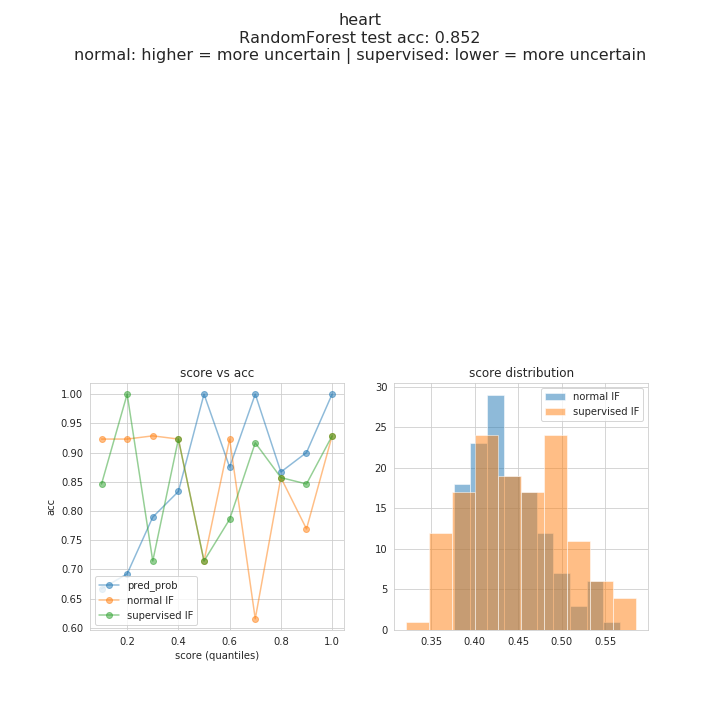 heart
RandomForest test acc: 0.852
normal: higher = more uncertain | supervised: lower = more uncertain
score vs acc
1.00
0.95
0.90
0.85
0.80
0.75
0.70
0.65
0.60
acc
pred_prob
normal IF
supervised IF
0.2
0.4
0.6
0.8
1.0
score (quantiles)
score distribution
30
25
20
15
10
5
0
normal IF
supervised IF
0.35
0.40
0.45
0.50
0.55